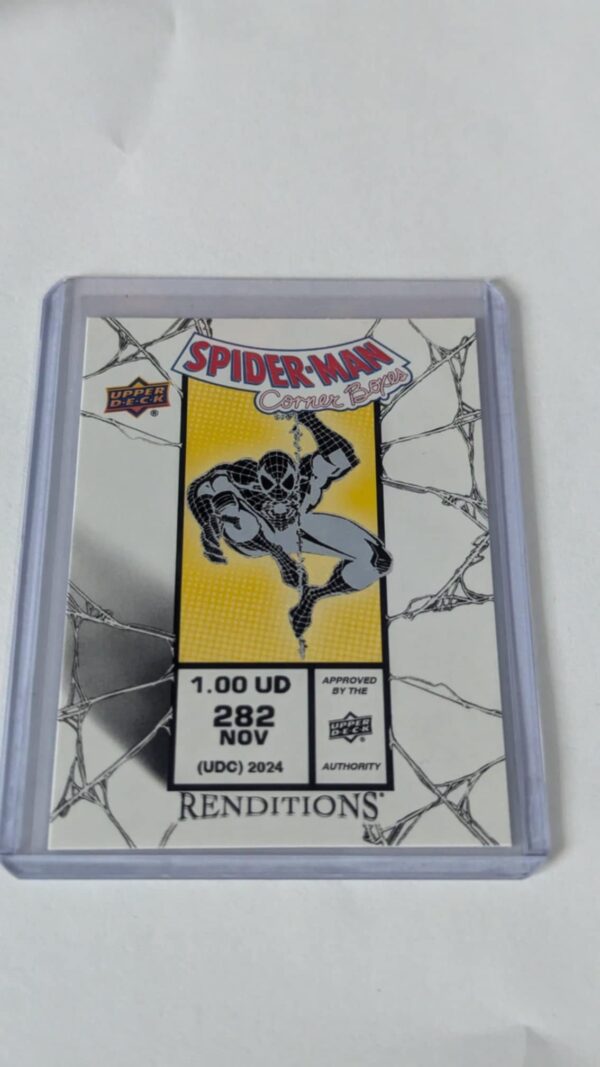 SPIDER-MAN
Corner Boxes
UPPER
D·E·C·K
®
1.00 UD
282
NOV
(UDC) 2024
APPROVED
BY THE
UPPER
DECK
®
AUTHORITY
RENDITIONS